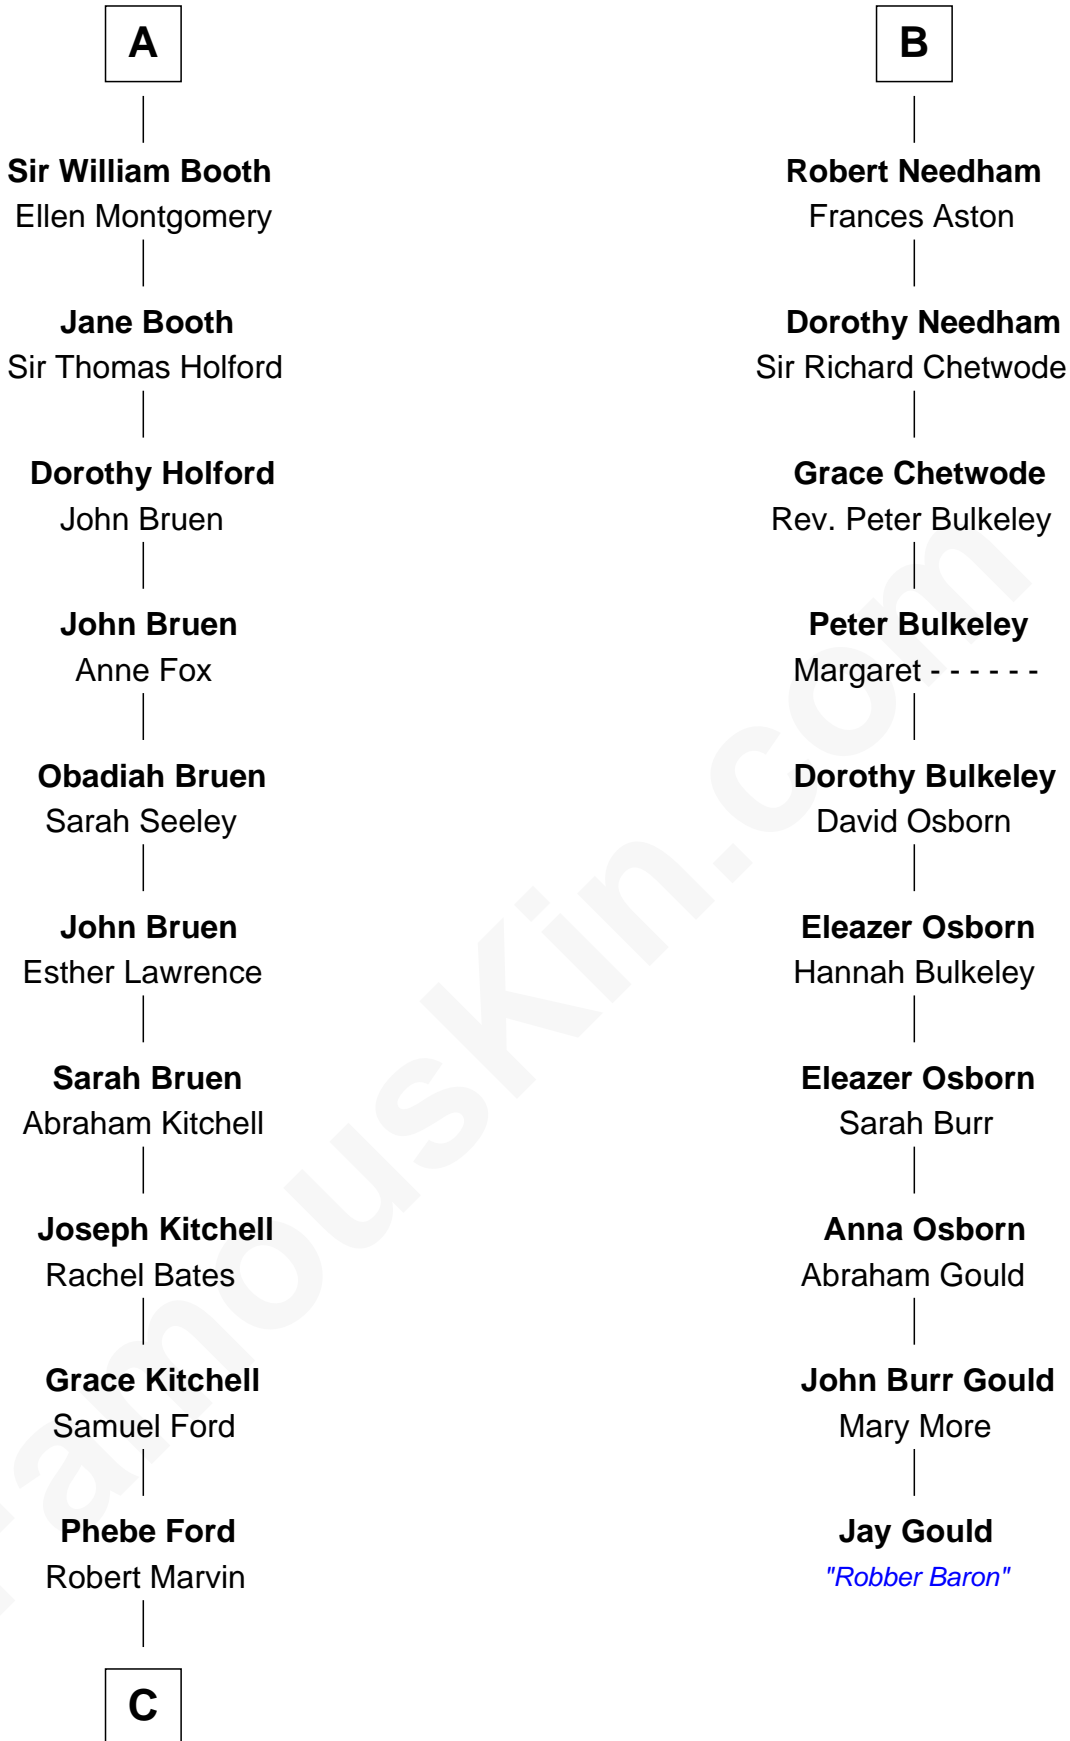 A
Sir William Booth
Ellen Montgomery
Jane Booth
Sir Thomas Holford
Dorothy Holford
John Bruen
John Bruen
Anne Fox
Obadiah Bruen
Sarah Seeley
John Bruen
Esther Lawrence
Sarah Bruen
Abraham Kitchell
Joseph Kitchell
Rachel Bates
Grace Kitchell
Samuel Ford
Phebe Ford
Robert Marvin
C
B
Robert Needham
Frances Aston
Dorothy Needham
Sir Richard Chetwode
Grace Chetwode
Rev. Peter Bulkeley
Peter Bulkeley
Margaret - - - - - -
Dorothy Bulkeley
David Osborn
Eleazer Osborn
Hannah Bulkeley
Eleazer Osborn
Sarah Burr
Anna Osborn
Abraham Gould
John Burr Gould
Mary More
Jay Gould
"Robber Baron"
FamousKin.com